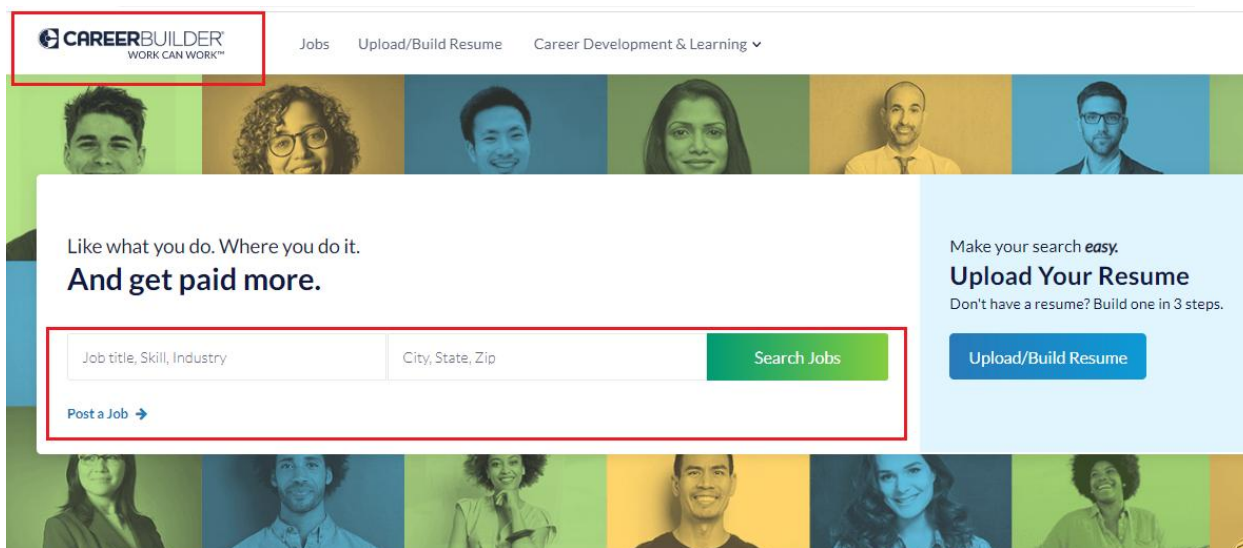 CAREERBUILDER®
WORK CAN WORK™
Jobs
Upload/Build Resume
Career Development & Learning
Like what you do. Where you do it.
And get paid more.
Job title, Skill, Industry
City, State, Zip
Search Jobs
Post a Job →
Make your search easy.
Upload Your Resume
Don't have a resume? Build one in 3 steps.
Upload/Build Resume